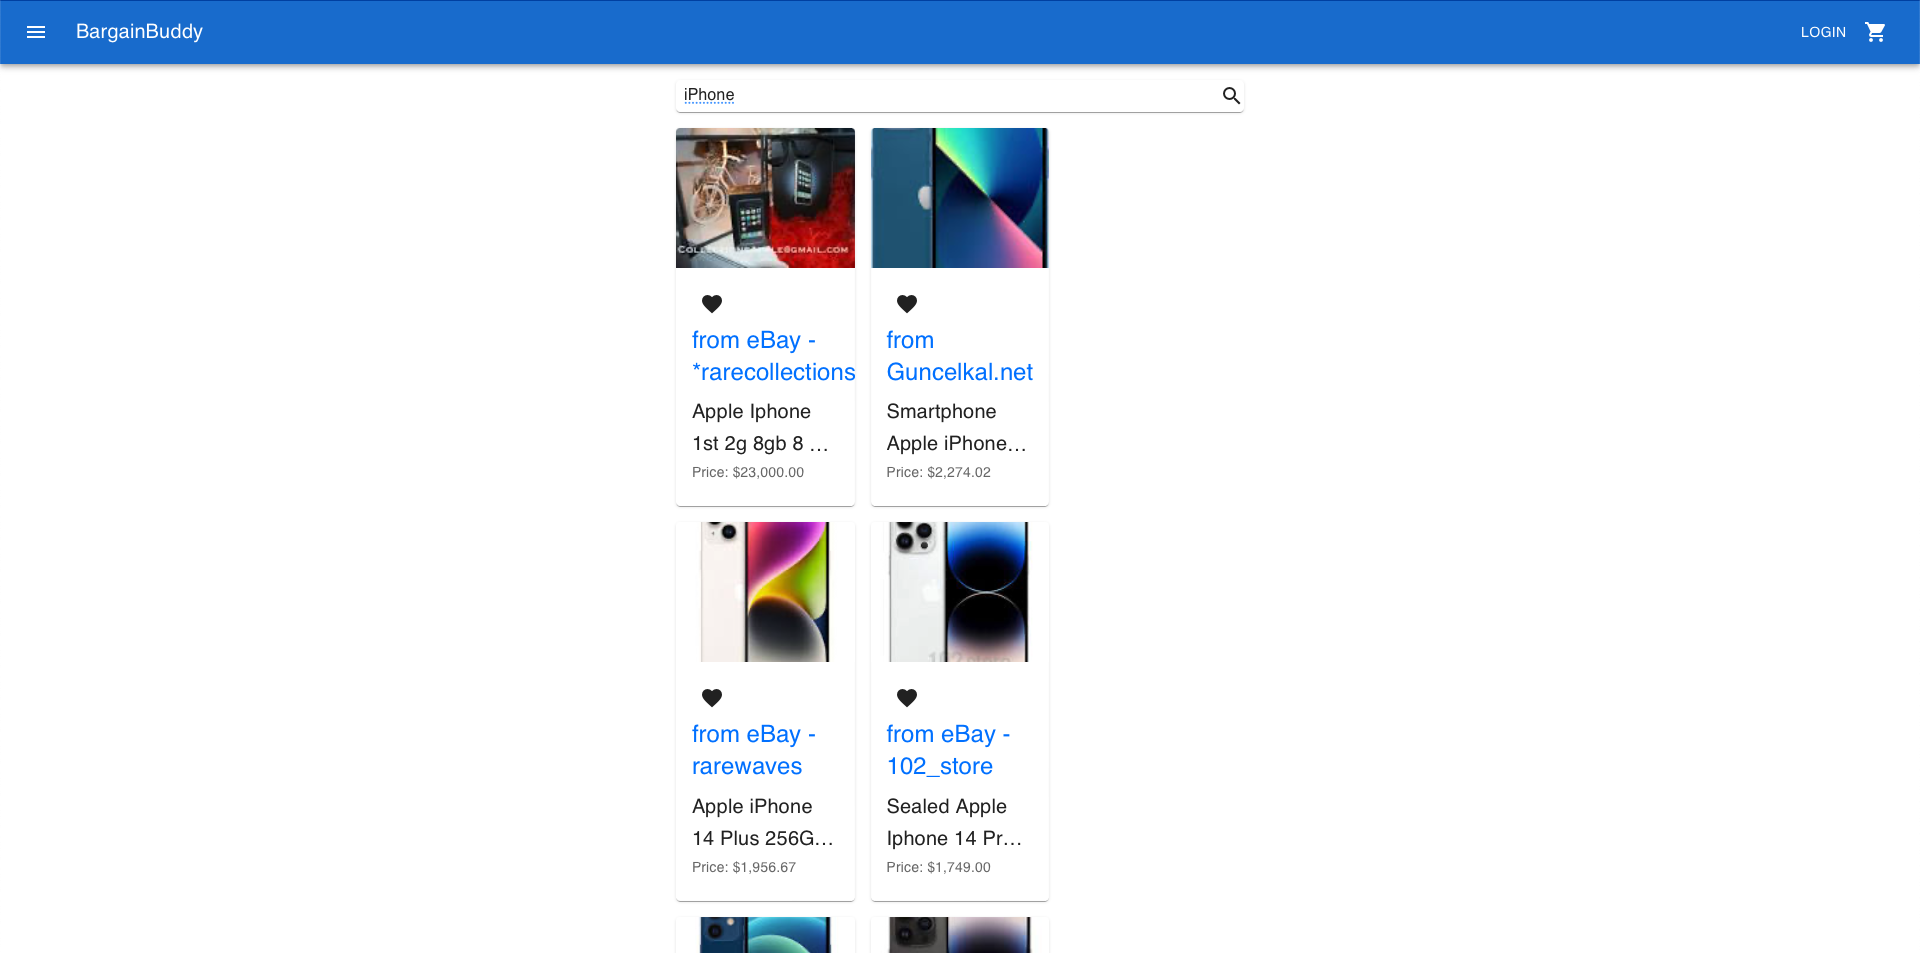 BargainBuddy
LOGIN
iPhone
from eBay -
*rarecollections
Apple Iphone
1st 2g 8gb 8 …
Price: $23,000.00
from
Guncelkal.net
Smartphone
Apple iPhone…
Price: $2,274.02
from eBay -
rarewaves
Apple iPhone
14 Plus 256G…
Price: $1,956.67
from eBay -
102_store
Sealed Apple
Iphone 14 Pr…
Price: $1,749.00